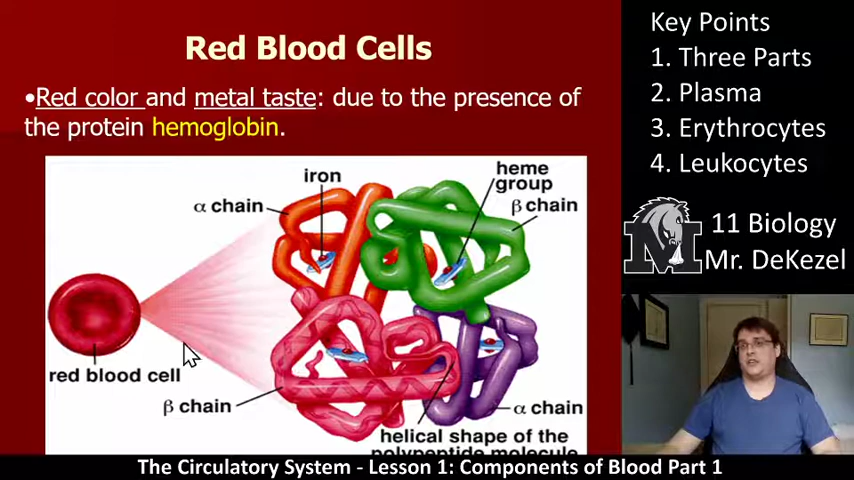 Red Blood Cells
•Red color and metal taste: due to the presence of
the protein hemoglobin.
iron
heme
group
α chain
β chain
red blood cell
β chain
α chain
helical shape of the
polypeptide molecule
Key Points
1. Three Parts
2. Plasma
3. Erythrocytes
4. Leukocytes
M
11 Biology
Mr. DeKezel
The Circulatory System - Lesson 1: Components of Blood Part 1